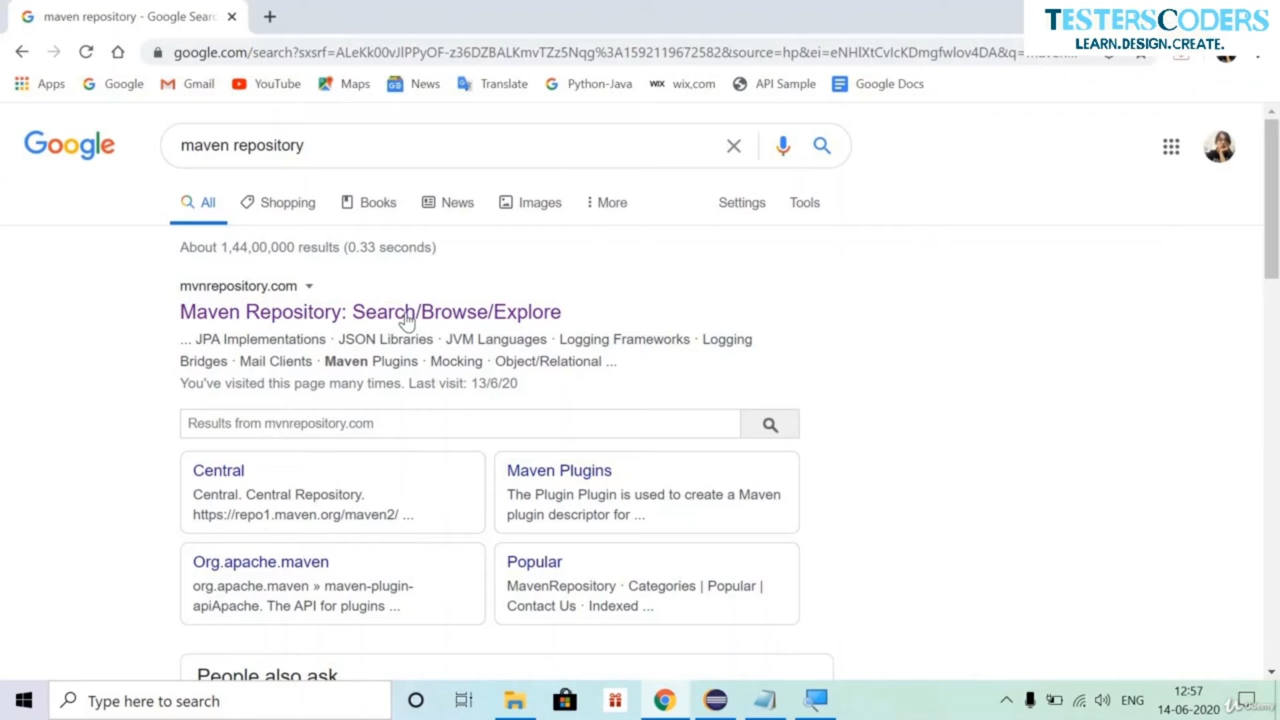 maven repository - Google Sear
TESTERSCODERS
LEARN.DESIGN.CREATE.
google.com/search?sxsrf=ALeKk00vJlPPyOF-z36DZBALKmvTZz5Nqg%3A1592119672582&source=hp&ei=eNHlXtCvIcKDmgfwlov4DA&q=
Apps
Google
Gmail
YouTube
Maps
News
Translate
Python-Java
wix.com
API Sample
Google Docs
Google
maven repository
All
Shopping
Books
News
Images
More
Settings
Tools
About 1,44,00,000 results (0.33 seconds)
mvnrepository.com
Maven Repository: Search/Browse/Explore
... JPA Implementations · JSON Libraries · JVM Languages · Logging Frameworks · Logging
Bridges · Mail Clients · Maven Plugins · Mocking · Object/Relational ...
You've visited this page many times. Last visit: 13/6/20
Results from mvnrepository.com
Central
Central. Central Repository.
https://repo1.maven.org/maven2/ ...
Maven Plugins
The Plugin Plugin is used to create a Maven
plugin descriptor for ...
Org.apache.maven
org.apache.maven » maven-plugin-
apiApache. The API for plugins ...
Popular
MavenRepository · Categories | Popular |
Contact Us · Indexed ...
People also ask
Type here to search
ENG
12:57
14-06-2020
Udemy